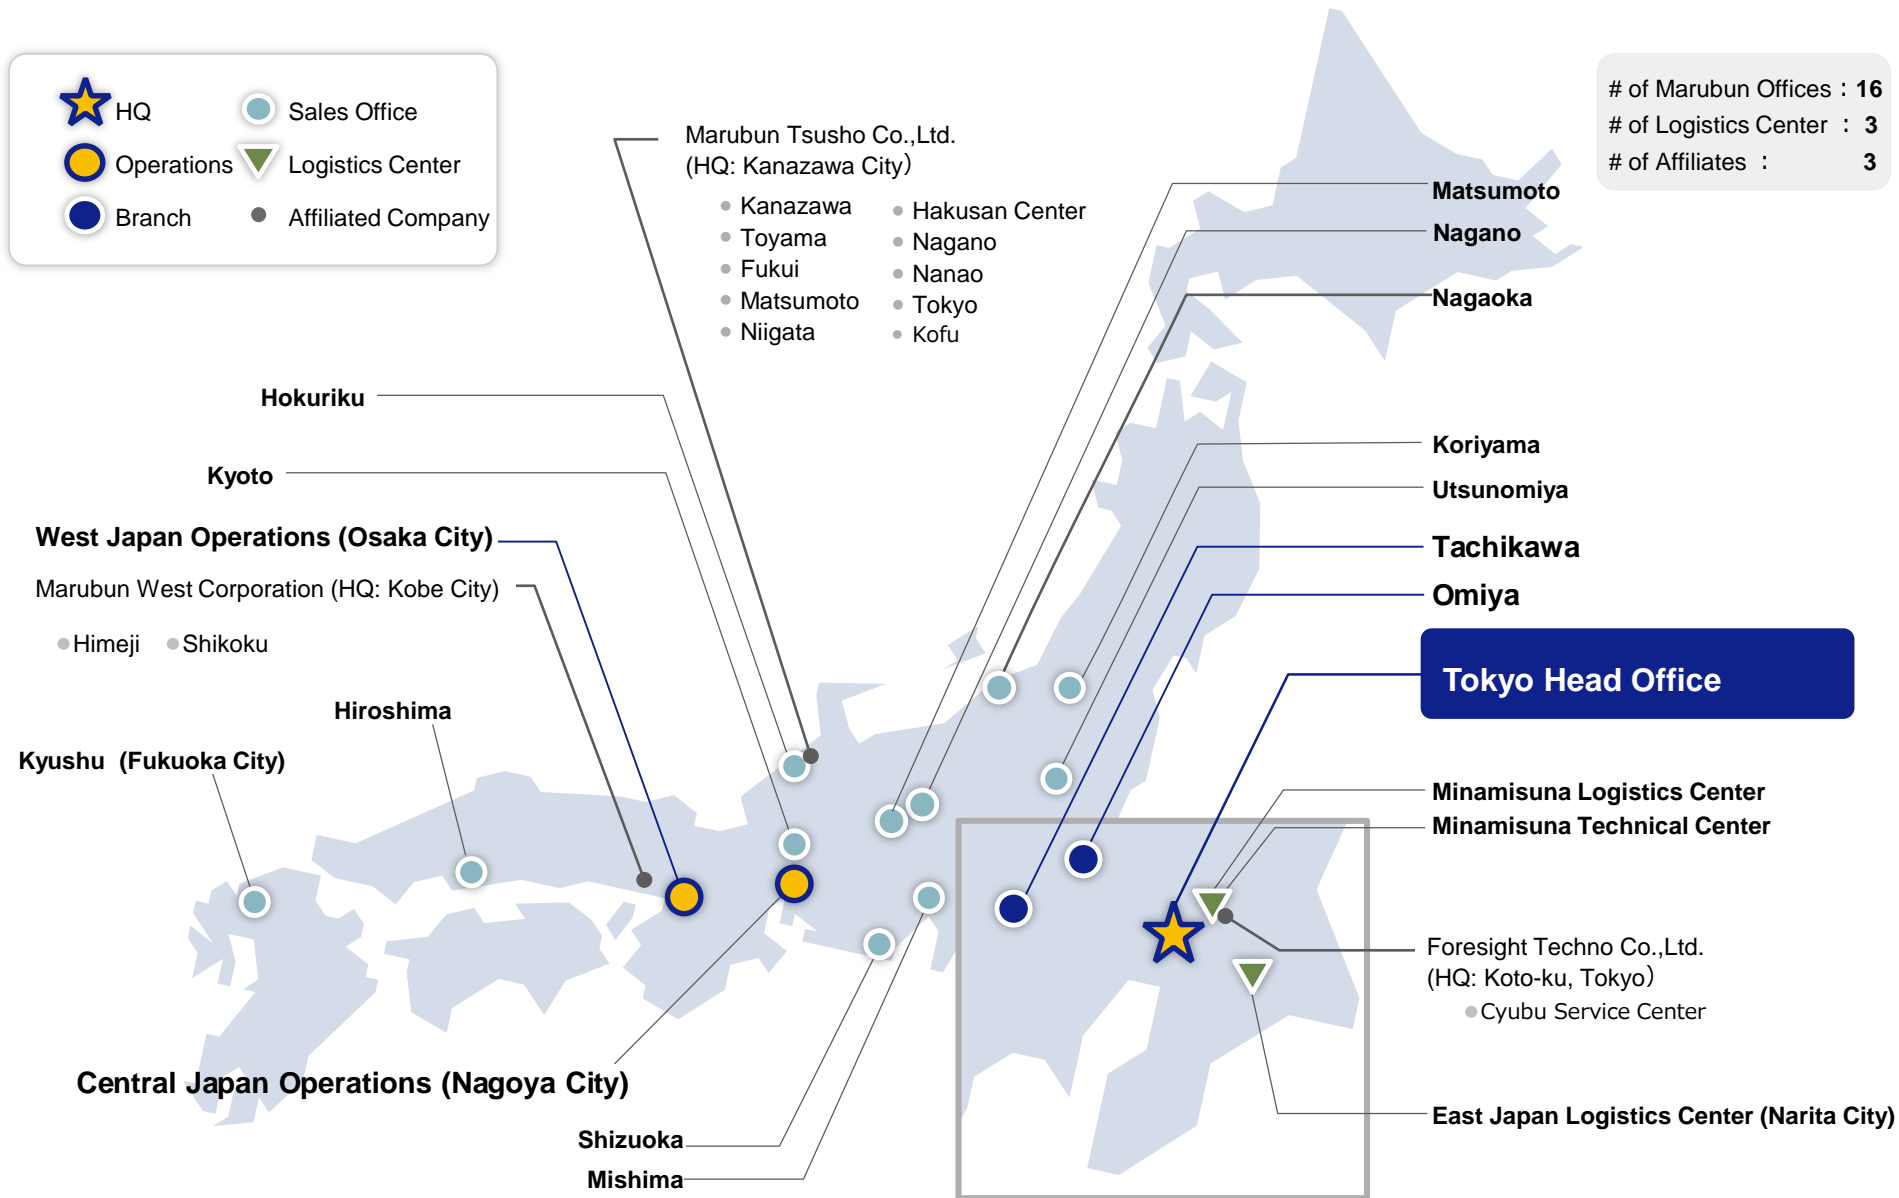 HQ
Sales Office
Operations
Logistics Center
Branch
Affiliated Company
# of Marubun Offices : 16
# of Logistics Center : 3
# of Affiliates : 3
Marubun Tsusho Co.,Ltd.
(HQ: Kanazawa City)
Kanazawa
Toyama
Fukui
Matsumoto
Niigata
Hakusan Center
Nagano
Nanao
Tokyo
Kofu
Matsumoto
Nagano
Nagaoka
Hokuriku
Kyoto
West Japan Operations (Osaka City)
Marubun West Corporation (HQ: Kobe City)
Himeji
Shikoku
Hiroshima
Kyushu (Fukuoka City)
Koriyama
Utsunomiya
Tachikawa
Omiya
Tokyo Head Office
Minamisuna Logistics Center
Minamisuna Technical Center
Foresight Techno Co.,Ltd.
(HQ: Koto-ku, Tokyo)
Cyubu Service Center
Central Japan Operations (Nagoya City)
East Japan Logistics Center (Narita City)
Shizuoka
Mishima